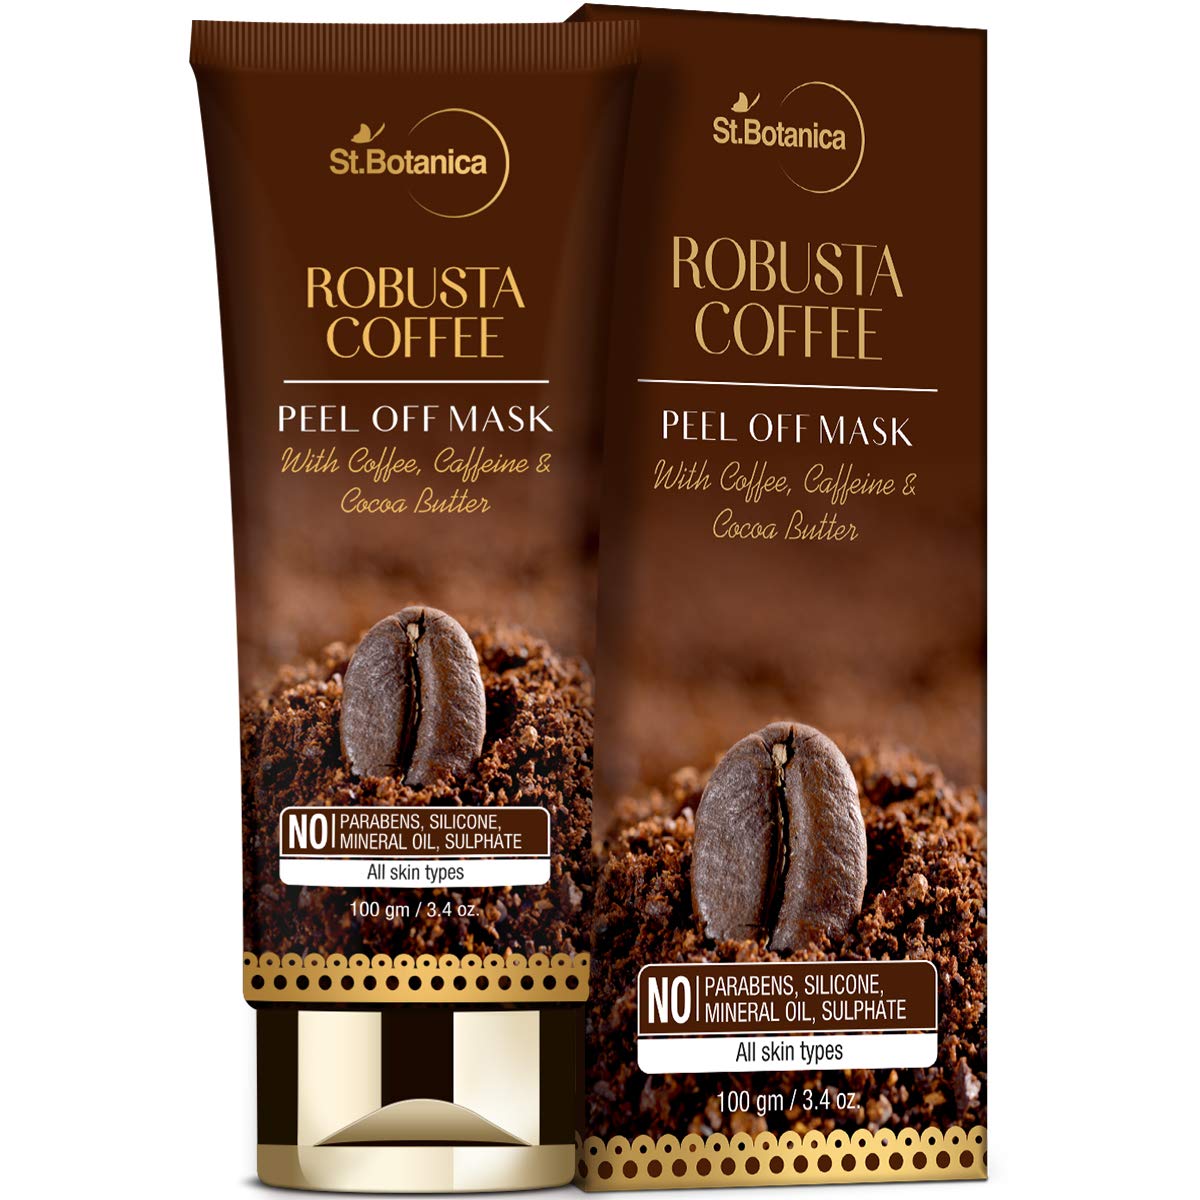 St.Botanica
ROBUSTA
COFFEE
PEEL OFF MASK
With Coffee, Caffeine &
Cocoa Butter
NO
PARABENS, SILICONE,
MINERAL OIL, SULPHATE
All skin types
100 gm / 3.4 oz.
St.Botanica
ROBUSTA
COFFEE
PEEL OFF MASK
With Coffee, Caffeine &
Cocoa Butter
NO
PARABENS, SILICONE,
MINERAL OIL, SULPHATE
All skin types
100 gm / 3.4 oz.